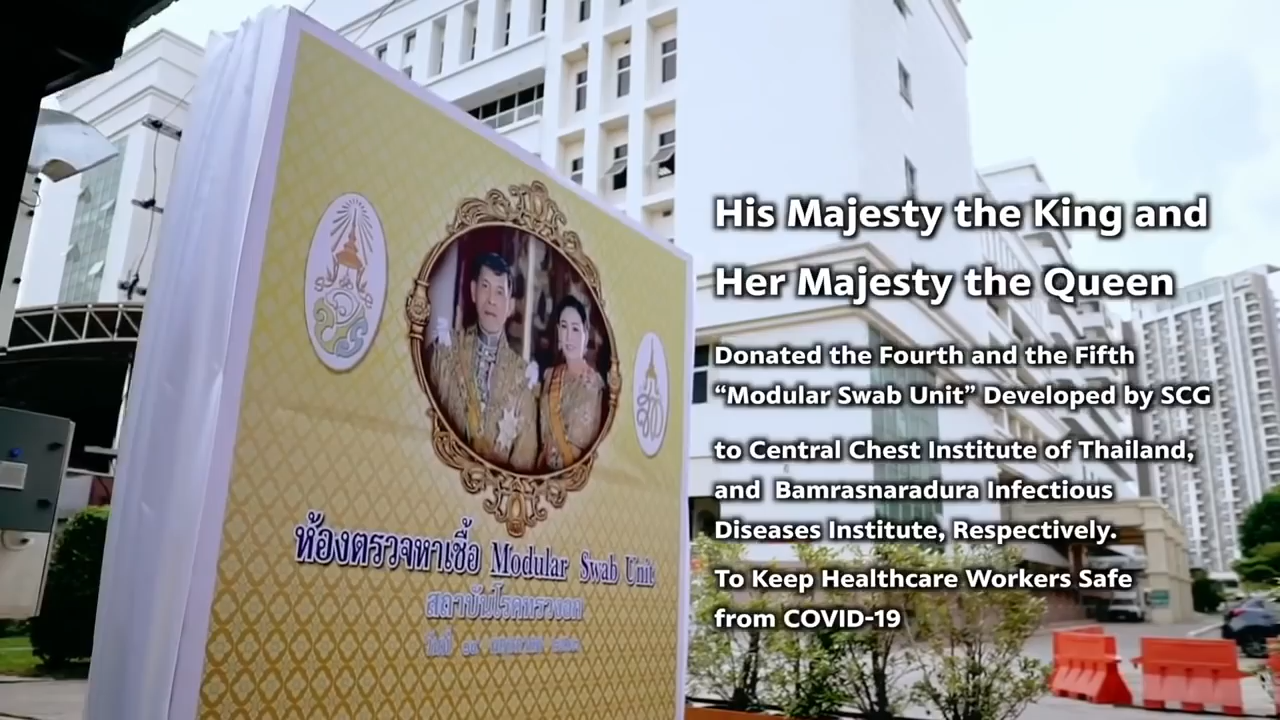 ห้องตรวจหาเชื้อ Modular Swab Unit
สถาบันโรคทรวงอก
วันที่
His Majesty the King and
Her Majesty the Queen
Donated the Fourth and the Fifth
“Modular Swab Unit” Developed by SCG
to Central Chest Institute of Thailand,
and Bamrasnaradura Infectious
Diseases Institute, Respectively.
To Keep Healthcare Workers Safe
from COVID-19